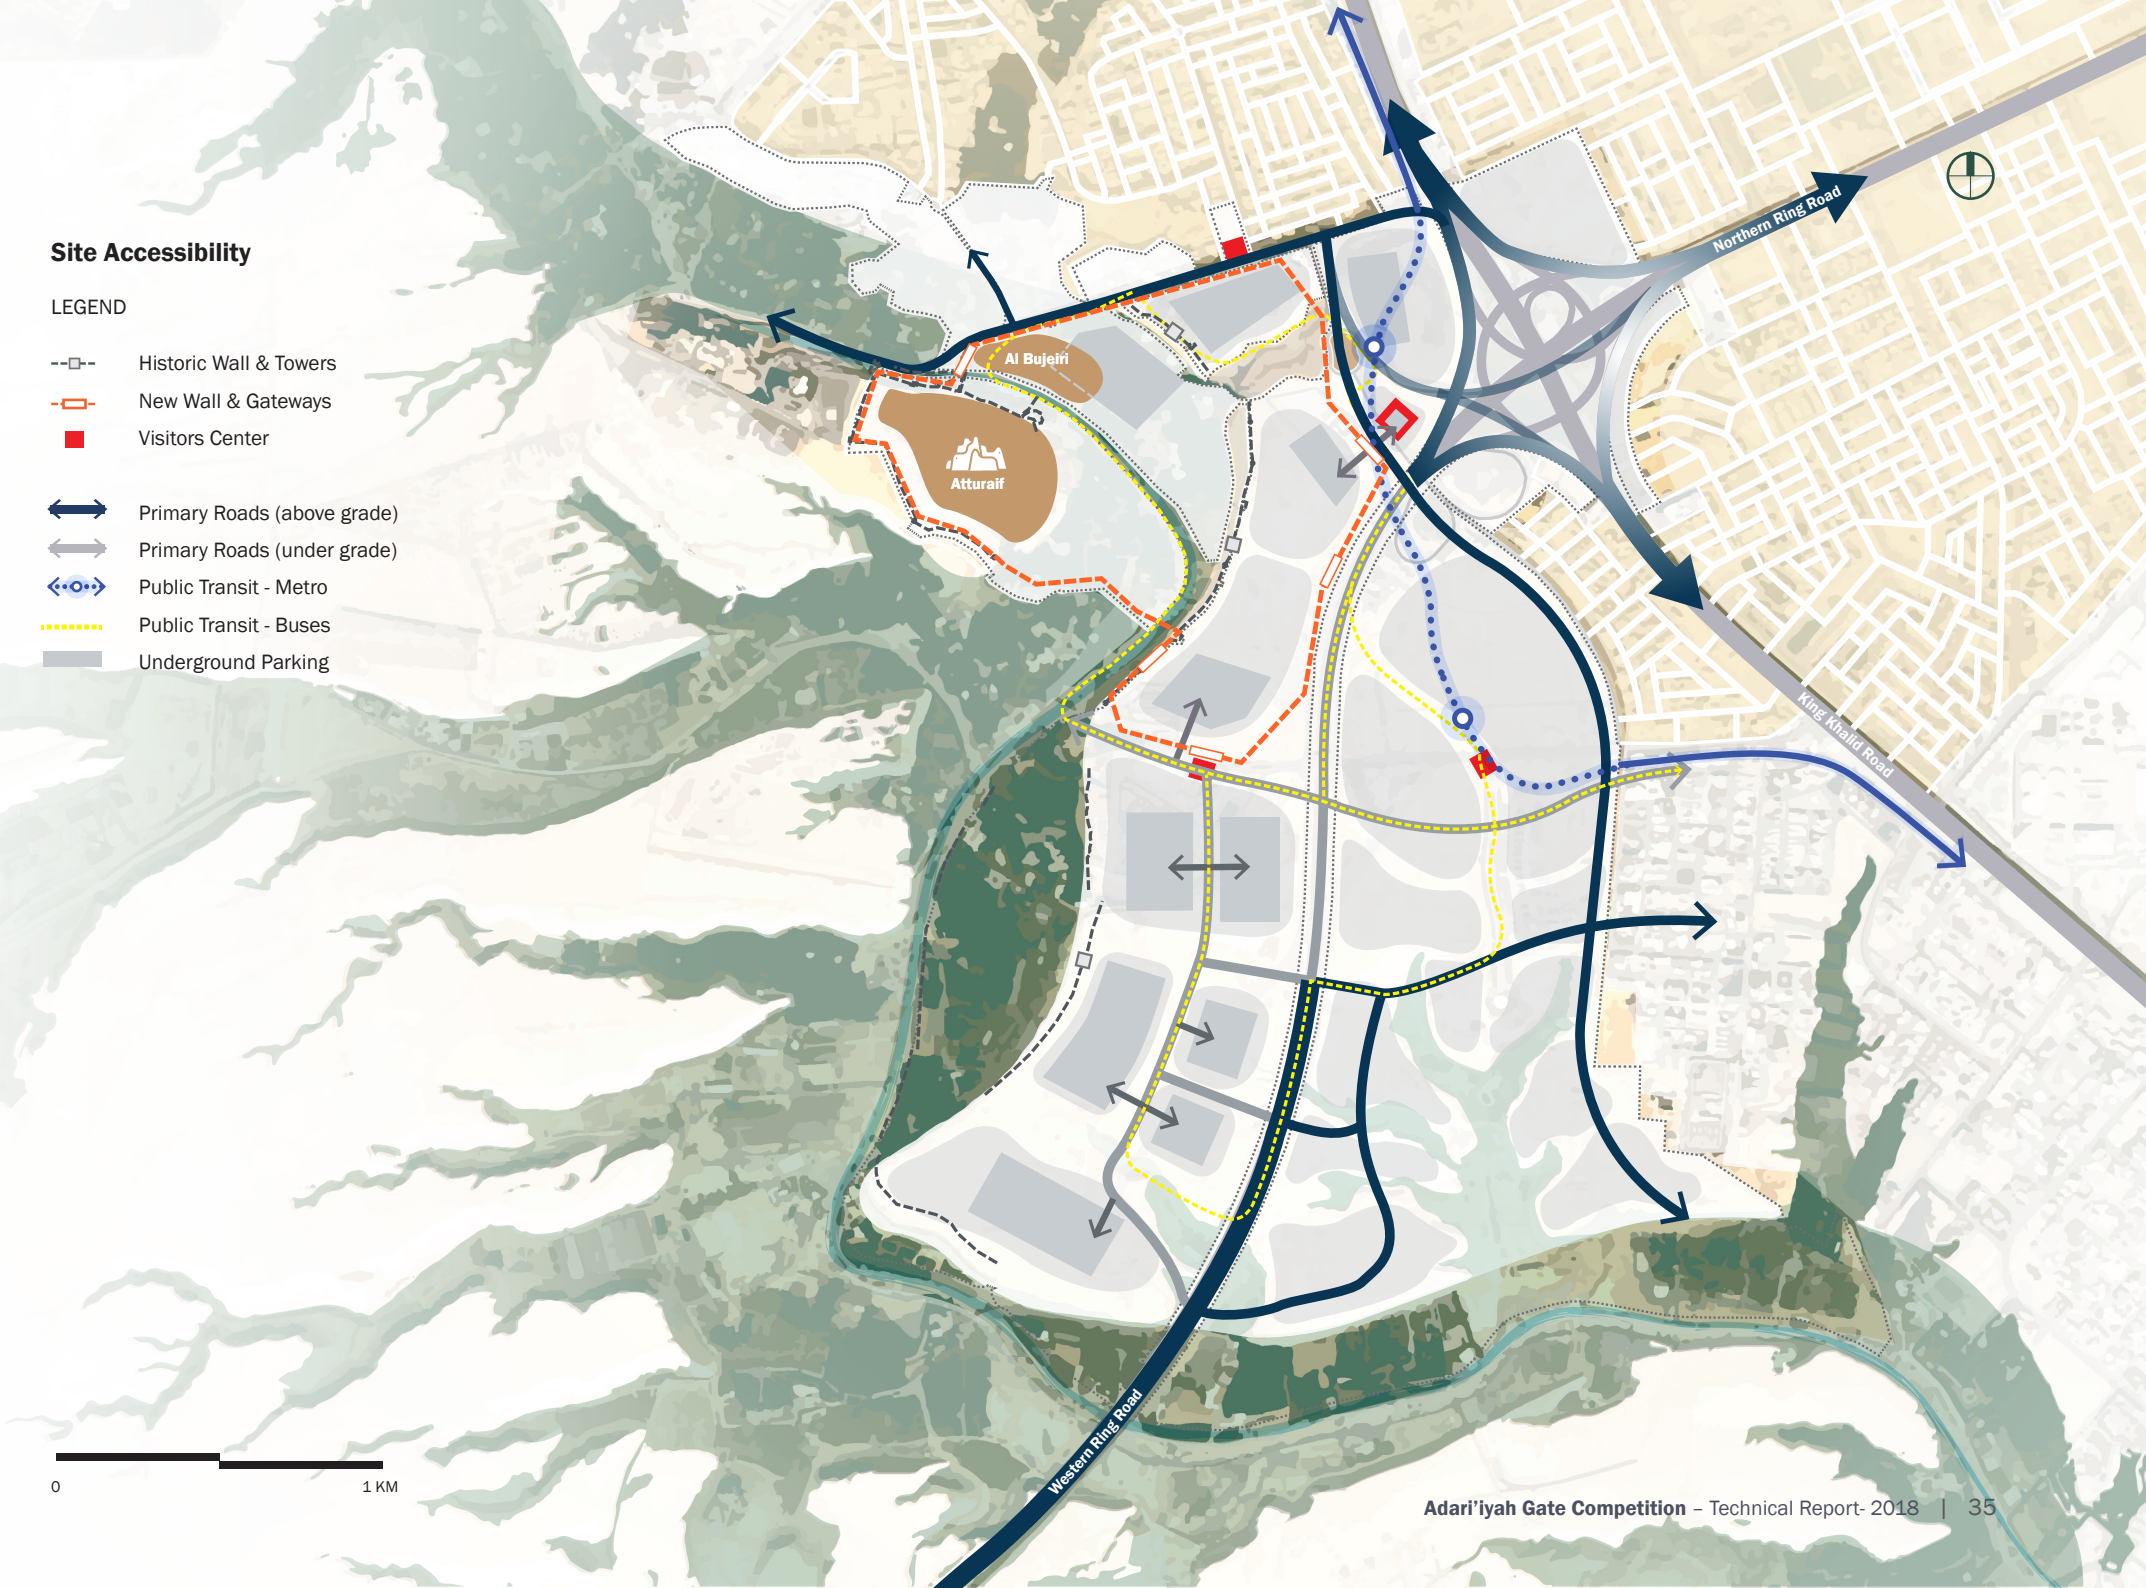 Site Accessibility
LEGEND
Historic Wall & Towers
New Wall & Gateways
Visitors Center
Primary Roads (above grade)
Primary Roads (under grade)
Public Transit - Metro
Public Transit - Buses
Underground Parking
Northern Ring Road
Al Bujeiri
Atturaif
King Khalid Road
Western Ring Road
0
1 KM
Adari'iyah Gate Competition – Technical Report- 2018 | 35